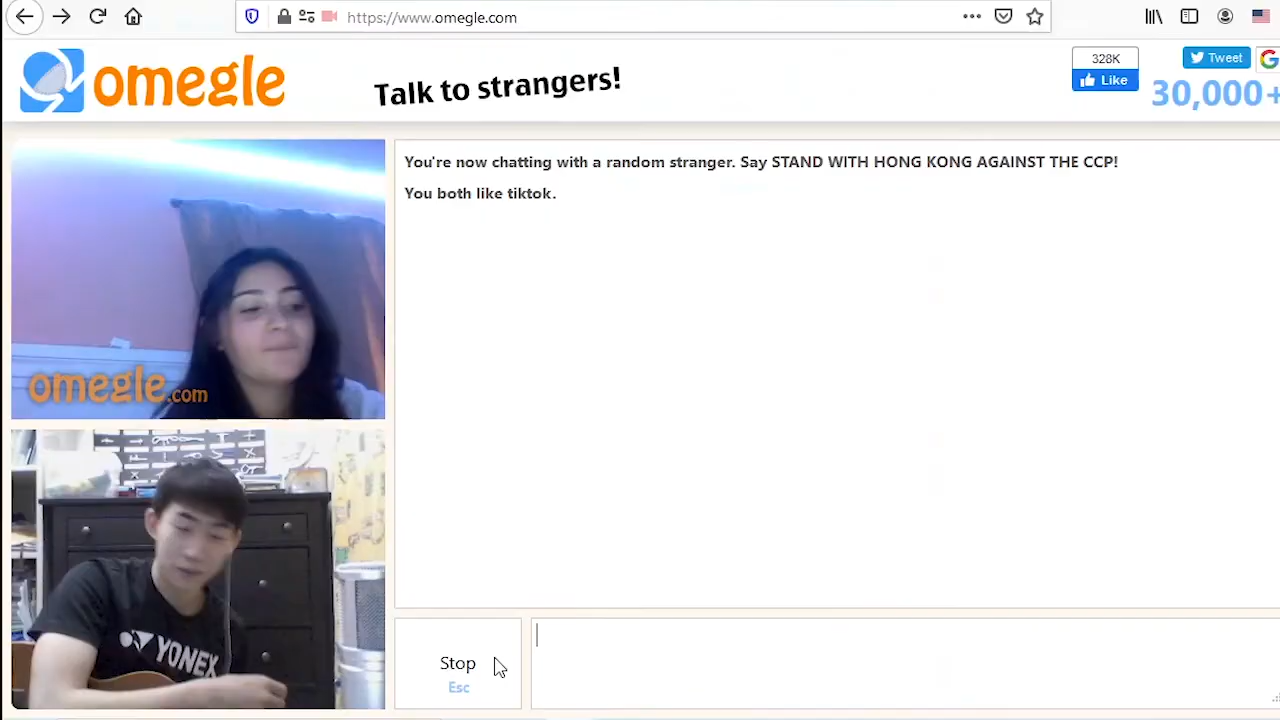 https://www.omegle.com
omegle
Talk to strangers!
328K
Like
Tweet
G
30,000+
You're now chatting with a random stranger. Say STAND WITH HONG KONG AGAINST THE CCP!
You both like tiktok.
omegle.com
YONEX
Stop
Esc